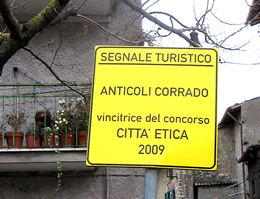 SEGNALE TURISTICO
ANTICOLI CORRADO
vincitrice del concorso
CITTA' ETICA
2009